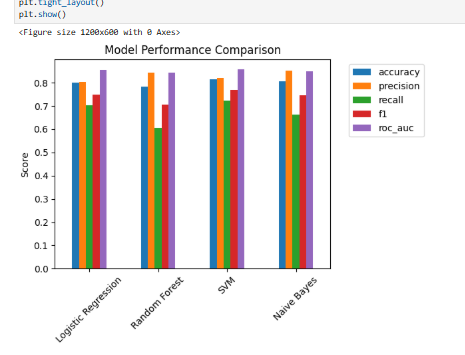 plt.tight_layout()
plt.show()
<Figure size 1200x600 with 0 Axes>
Model Performance Comparison
accuracy
precision
recall
f1
roc_auc
Score
0.8
0.7
0.6
0.5
0.4
0.3
0.2
0.1
0.0
Logistic Regression
Random Forest
SVM
Naive Bayes